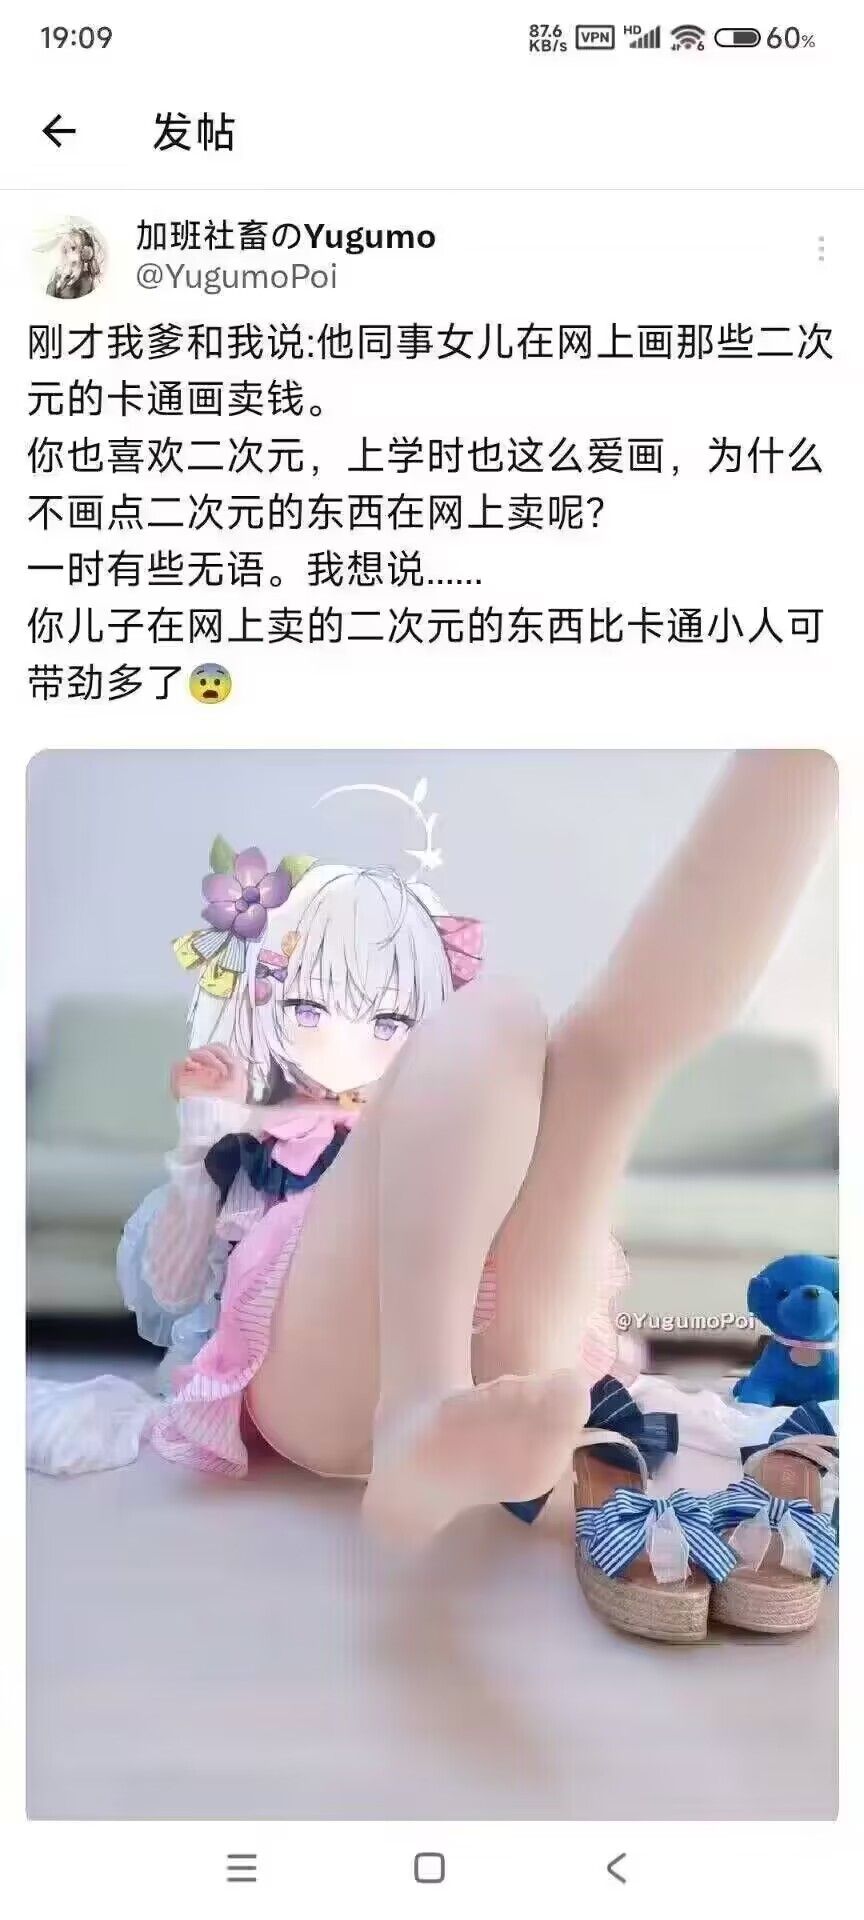 19:09
87.6 KB/s VPN HD 6 60%
发帖
加班社畜のYugumo
@YugumoPoi
刚才我爹和我说:他同事女儿在网上画那些二次
元的卡通画卖钱。
你也喜欢二次元，上学时也这么爱画，为什么
不画点二次元的东西在网上卖呢？
一时有些无语。我想说......
你儿子在网上卖的二次元的东西比卡通小人可
带劲多了😨
@YugumoPoi